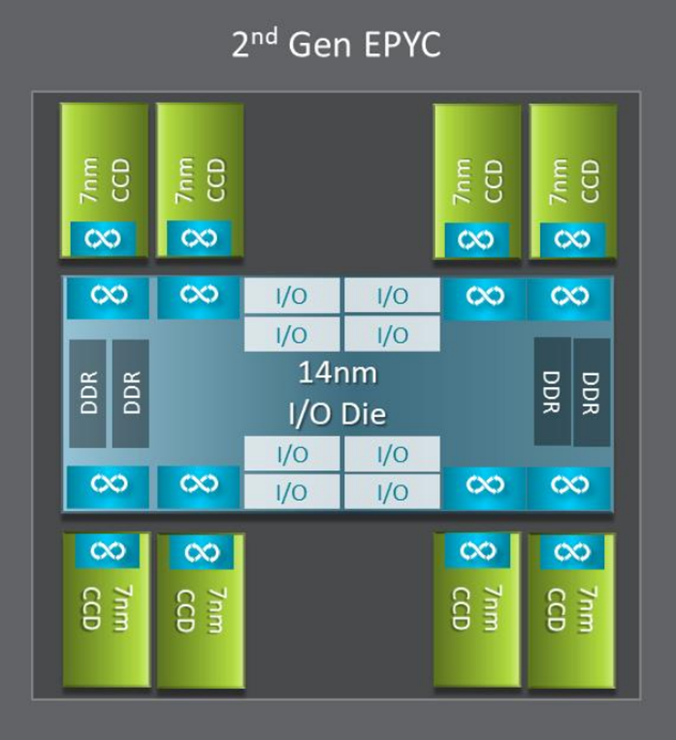 2nd Gen EPYC
7nm
CCD
7nm
CCD
7nm
CCD
7nm
CCD
I/O
I/O
I/O
I/O
DDR
DDR
14nm
I/O Die
DDR
DDR
I/O
I/O
I/O
I/O
7nm
CCD
7nm
CCD
7nm
CCD
7nm
CCD